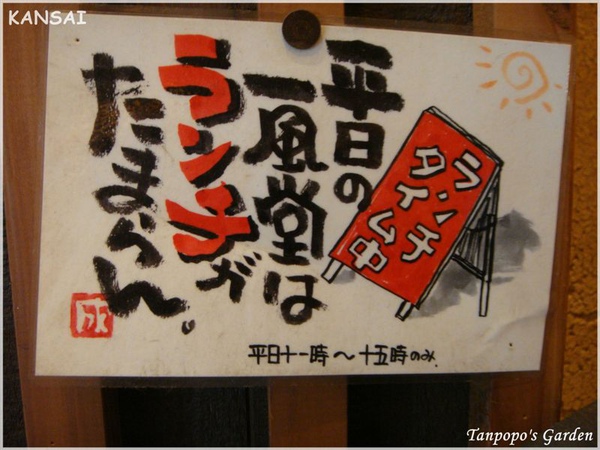 KANSAI
平日の
一風堂は
ランチが
たまらん。
ランチ
タイム中
平日十一時〜十五時のみ
Tanpopo's Garden